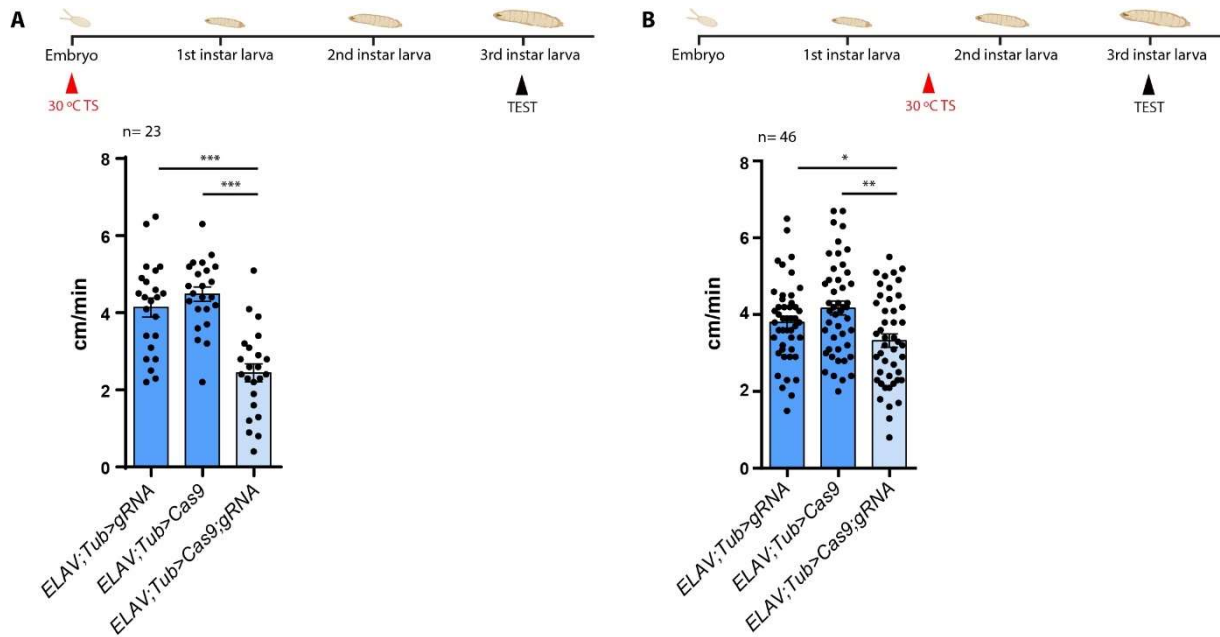 A
Embryo 1st instar larva 2nd instar larva 3rd instar larva
30 ºC TS TEST
n= 23
***
***
8
6
4
2
0
cm/min
ELAV;Tub>gRNA
ELAV;Tub>Cas9
ELAV;Tub>Cas9;gRNA
B
Embryo 1st instar larva 2nd instar larva 3rd instar larva
30 ºC TS TEST
n= 46
*
**
8
6
4
2
0
cm/min
ELAV;Tub>gRNA
ELAV;Tub>Cas9
ELAV;Tub>Cas9;gRNA